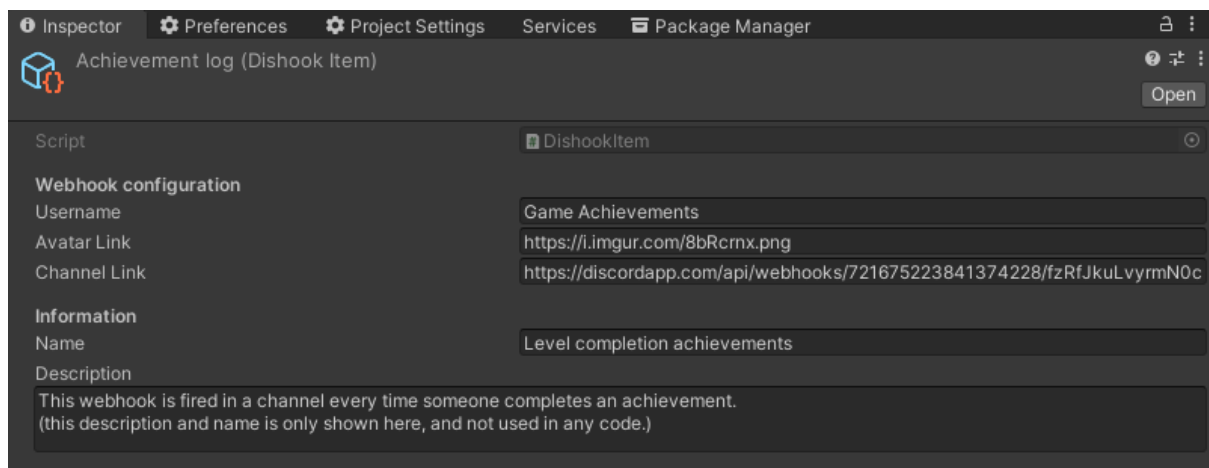 Inspector Preferences Project Settings Services Package Manager
Achievement log (Dishook Item)
Open
Script DishookItem
Webhook configuration
Username Game Achievements
Avatar Link https://i.imgur.com/8bRcrnx.png
Channel Link https://discordapp.com/api/webhooks/721675223841374228/fzRfJkuLvyrmN0c
Information
Name Level completion achievements
Description
This webhook is fired in a channel every time someone completes an achievement.
(this description and name is only shown here, and not used in any code.)